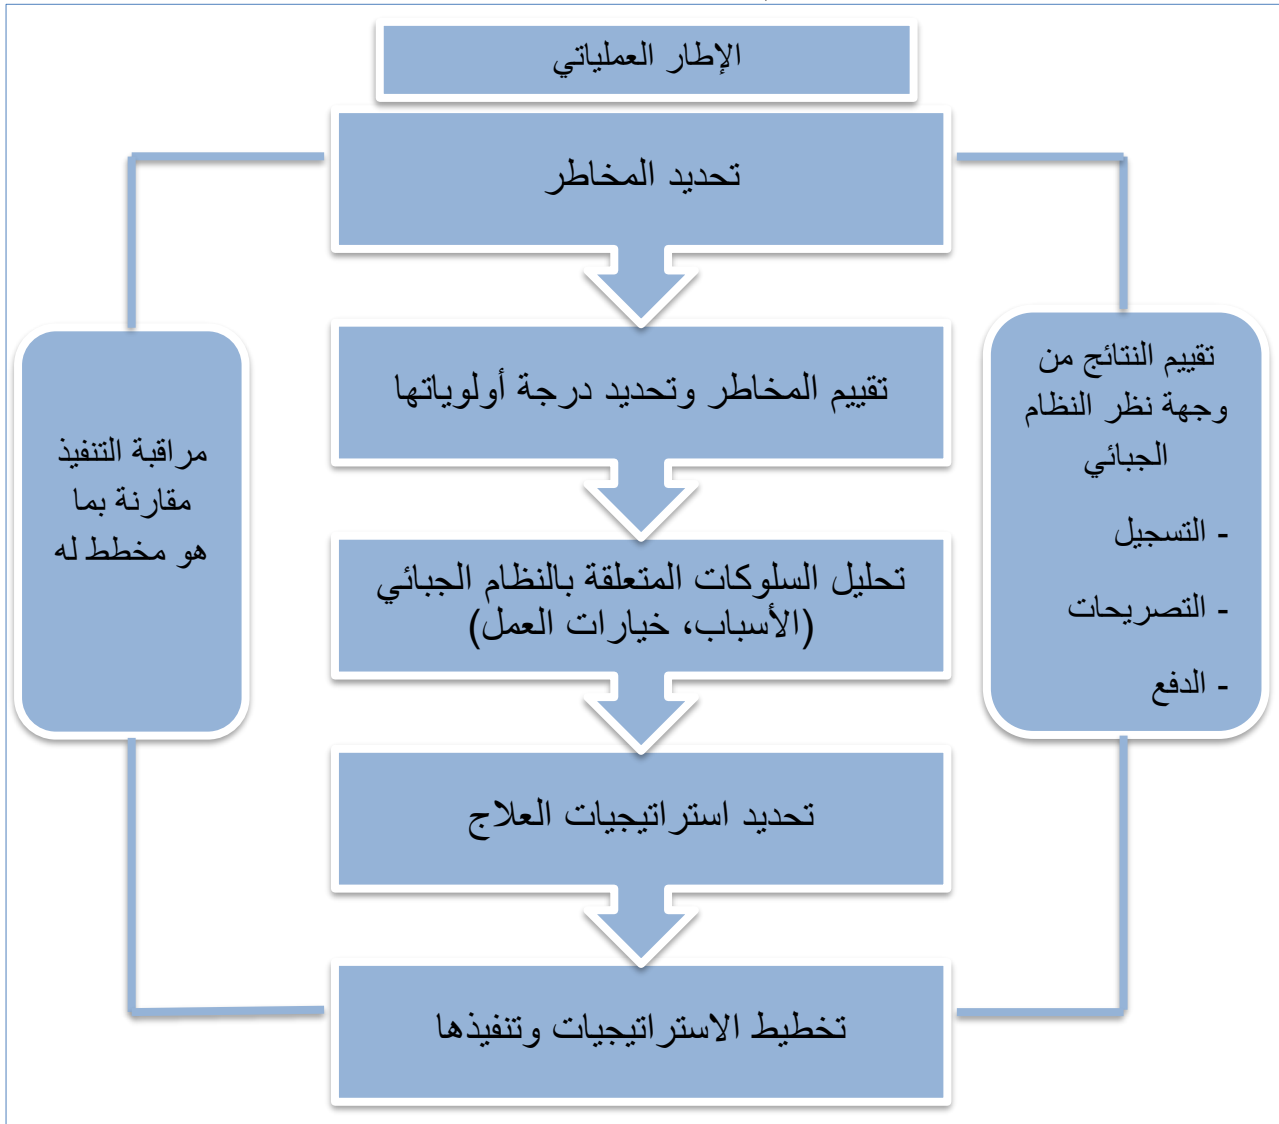 الإطار العملياتي
تحديد المخاطر
تقييم المخاطر وتحديد درجة أولوياتها
تحليل السلوكات المتعلقة بالنظام الجبائي
(الأسباب، خيارات العمل)
تحديد استراتيجيات العلاج
تخطيط الاستراتيجيات وتنفيذها
تقييم النتائج من
وجهة نظر النظام
الجبائي
- التسجيل
- التصريحات
- الدفع
مراقبة التنفيذ
مقارنة بما
هو مخطط له